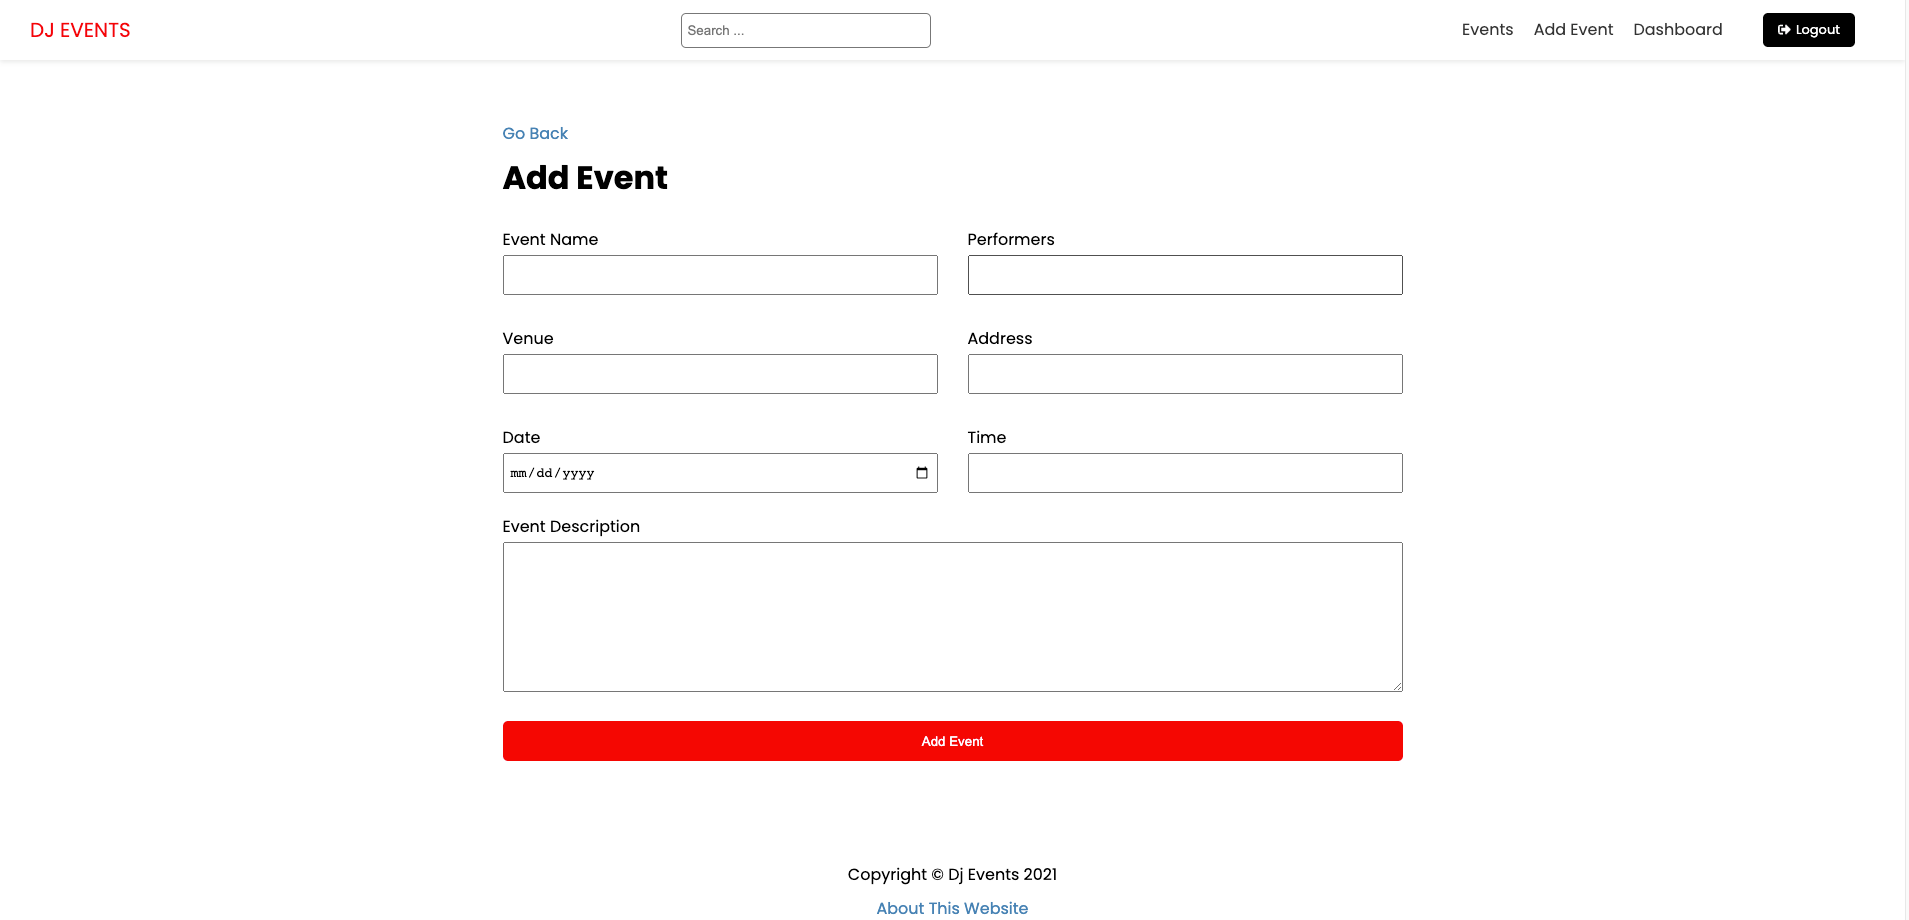 DJ EVENTS
Search ...
Events Add Event Dashboard Logout
Go Back
Add Event
Event Name Performers
Venue Address
Date Time
mm/dd/yyyy
Event Description
Add Event
Copyright © Dj Events 2021
About This Website